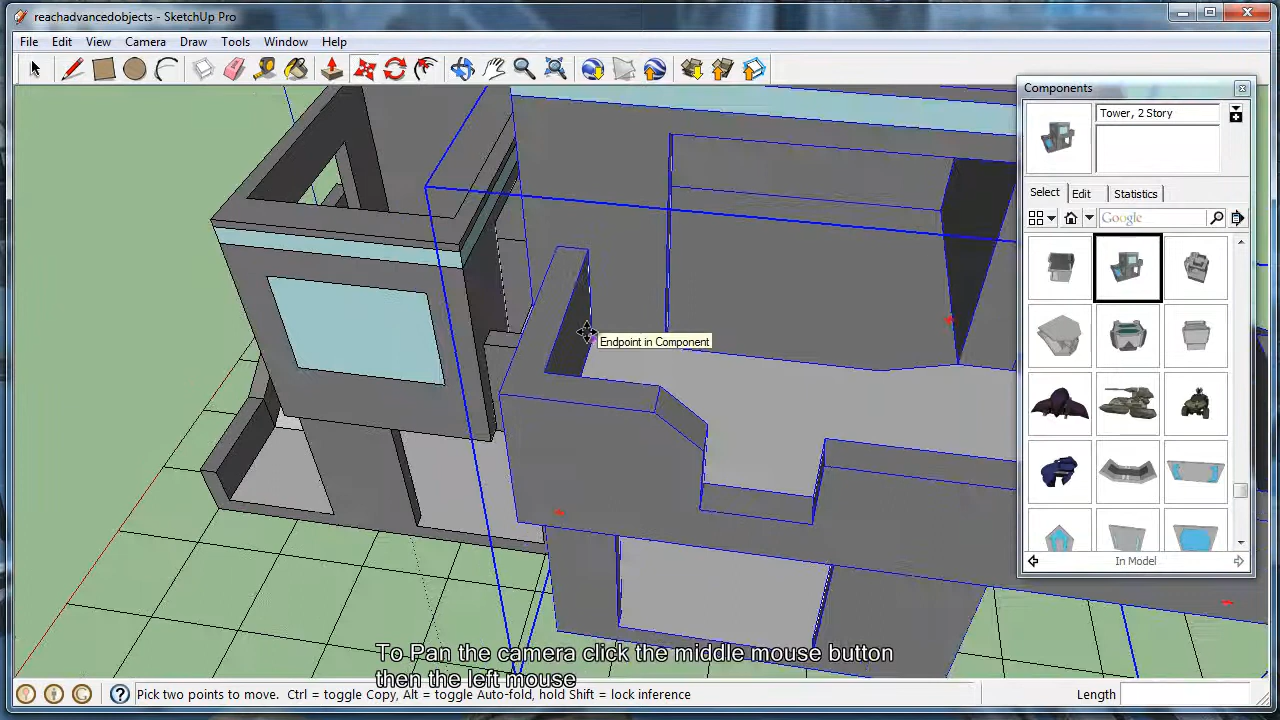 reachadvancedobjects - SketchUp Pro
File Edit View Camera Draw Tools Window Help
Components
Tower, 2 Story
Select Edit Statistics
Google
Endpoint in Component
In Model
To Pan the camera click the middle mouse button
then the left mouse
Pick two points to move. Ctrl = toggle Copy, Alt = toggle Auto-fold, hold Shift = lock inference
Length